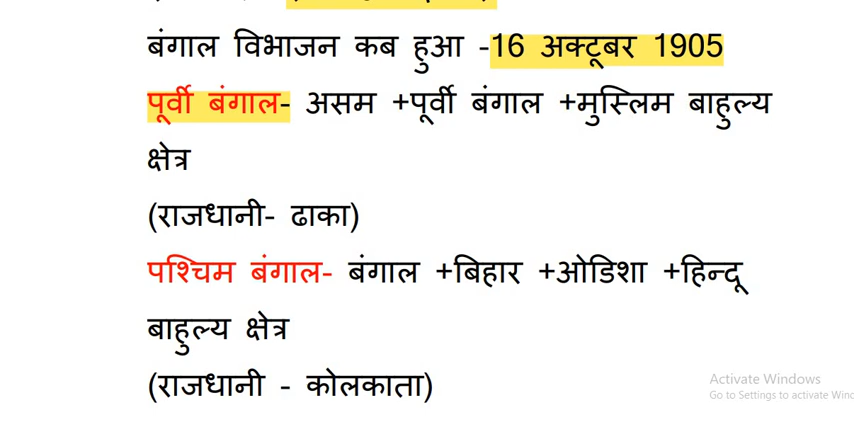 बंगाल विभाजन कब हुआ -16 अक्टूबर 1905
पूर्वी बंगाल- असम +पूर्वी बंगाल +मुस्लिम बाहुल्य
क्षेत्र
(राजधानी- ढाका)
पश्चिम बंगाल- बंगाल +बिहार +ओडिशा +हिन्दू
बाहुल्य क्षेत्र
(राजधानी - कोलकाता)
Activate Windows
Go to Settings to activate Wind